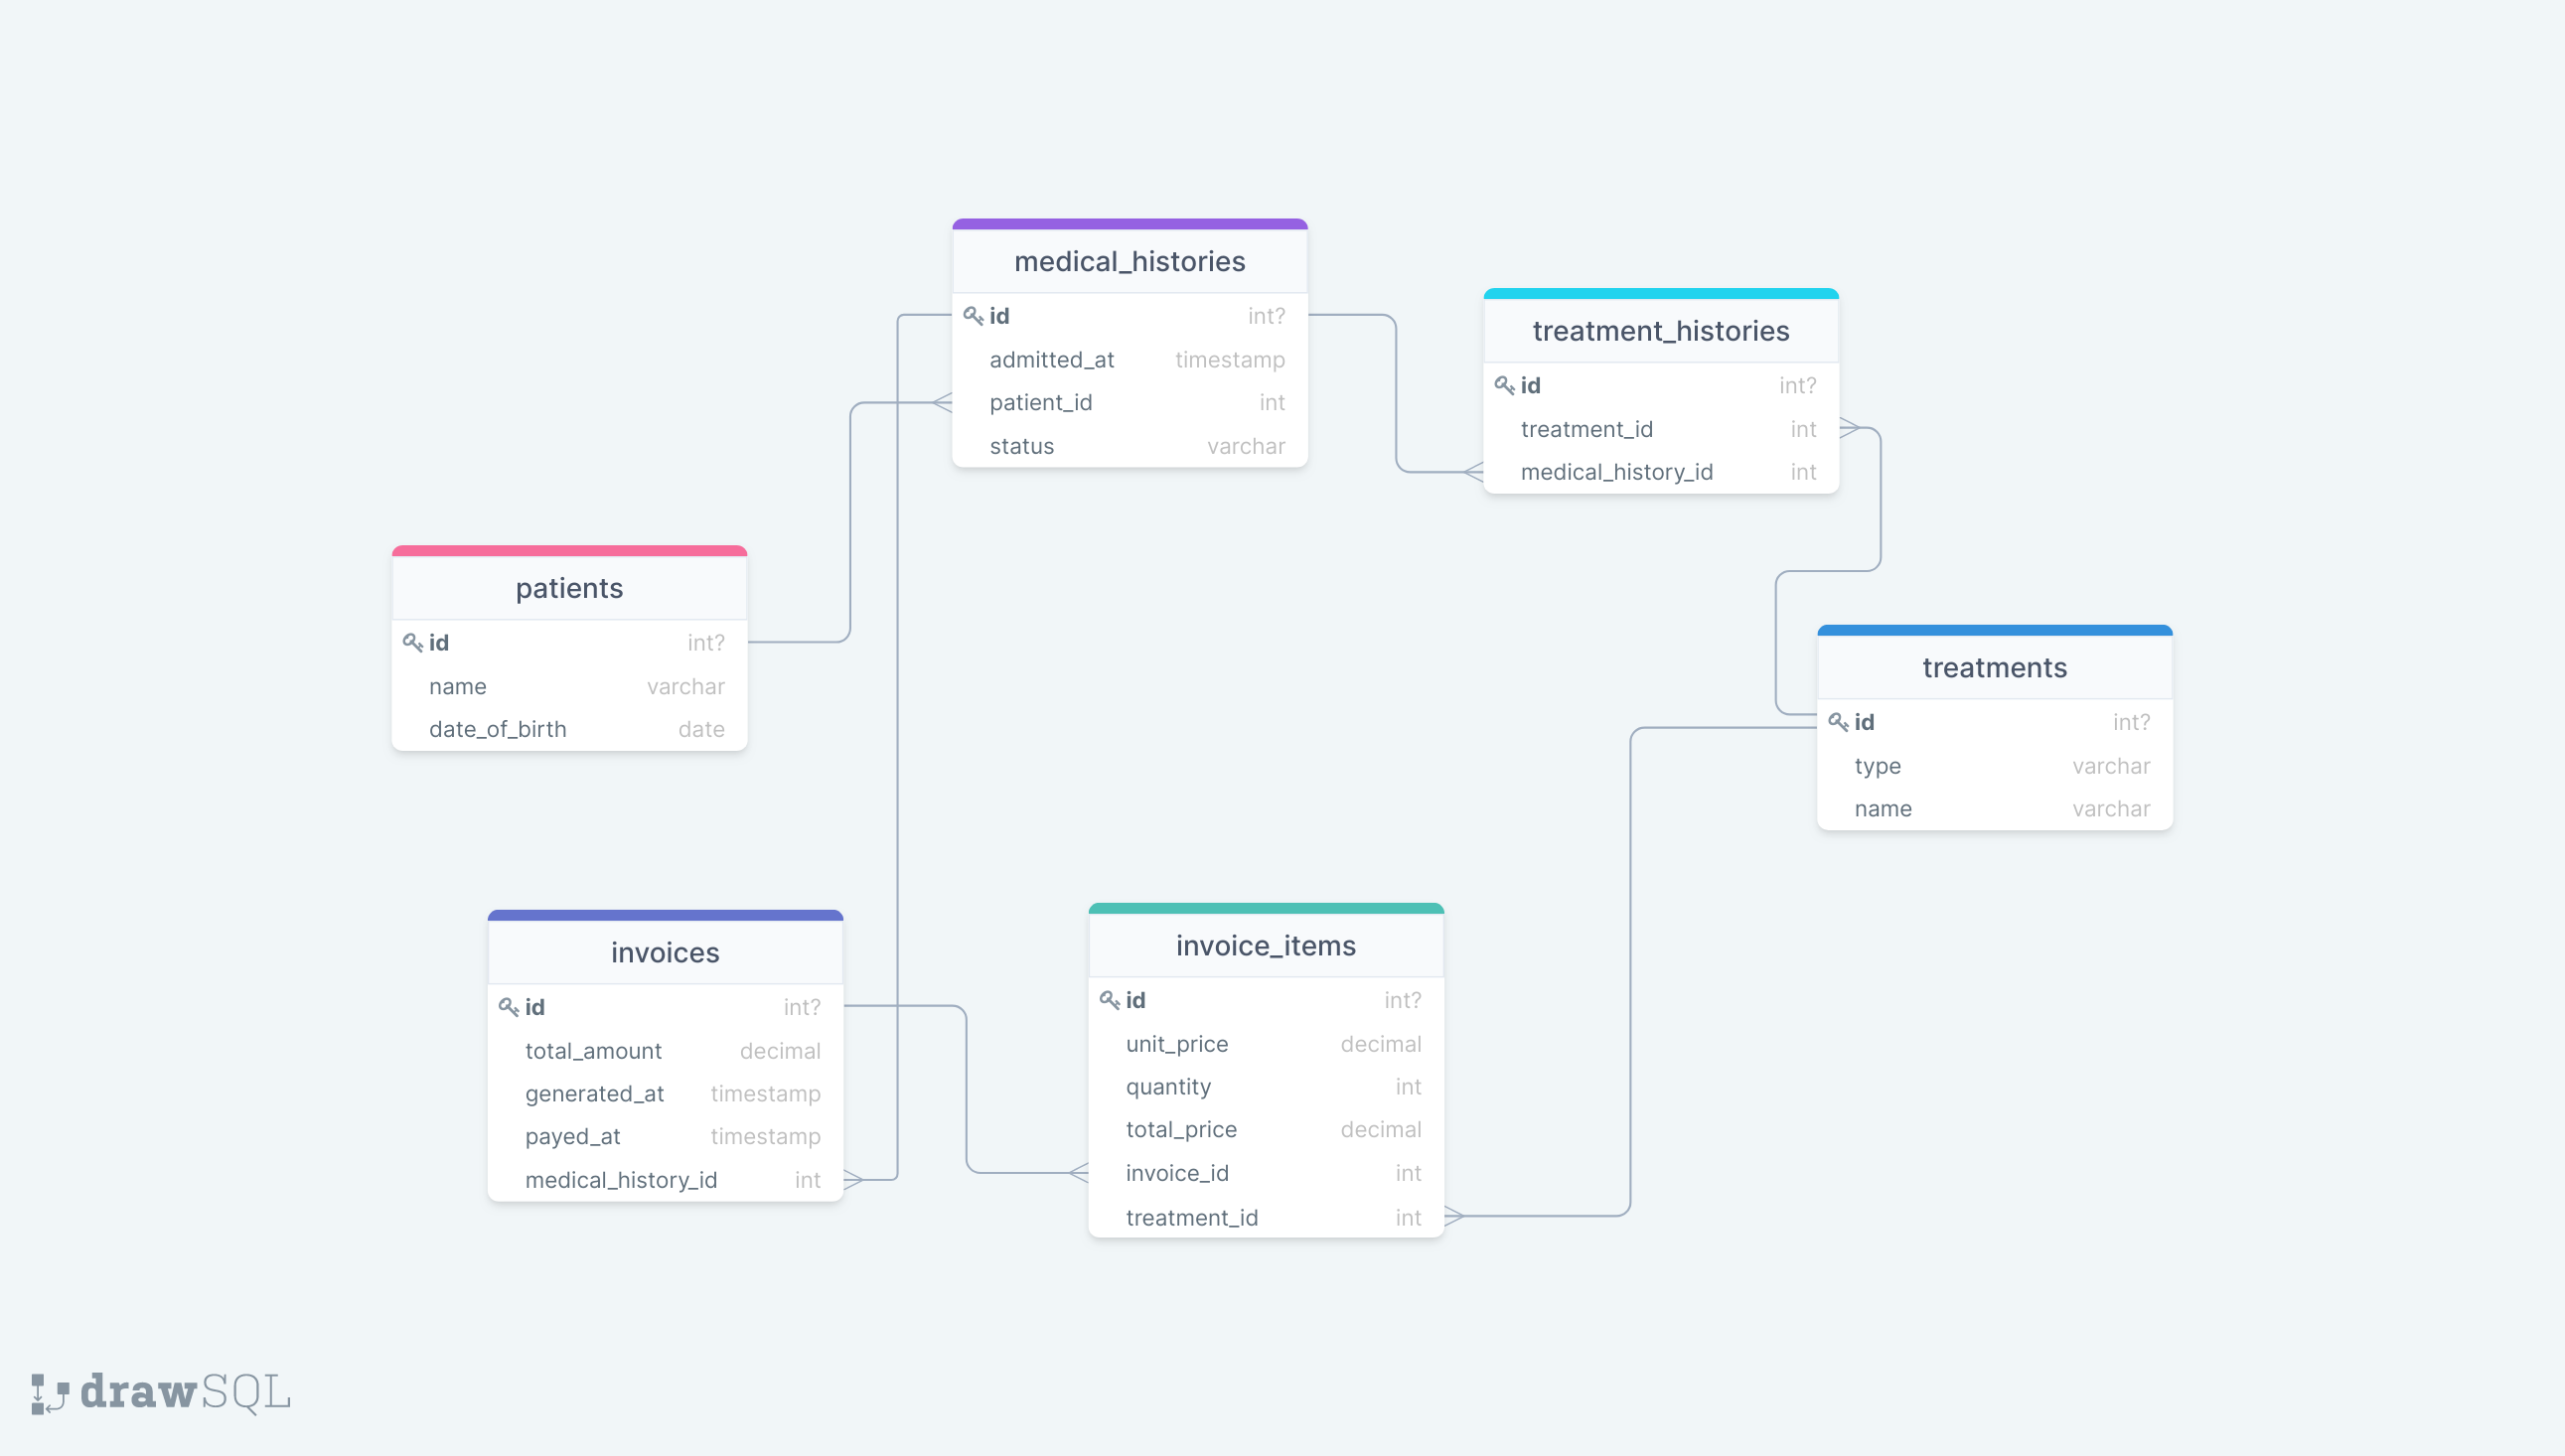 medical_histories
id int?
admitted_at timestamp
patient_id int
status varchar
treatment_histories
id int?
treatment_id int
medical_history_id int
patients
id int?
name varchar
date_of_birth date
treatments
id int?
type varchar
name varchar
invoices
id int?
total_amount decimal
generated_at timestamp
payed_at timestamp
medical_history_id int
invoice_items
id int?
unit_price decimal
quantity int
total_price decimal
invoice_id int
treatment_id int
drawSQL